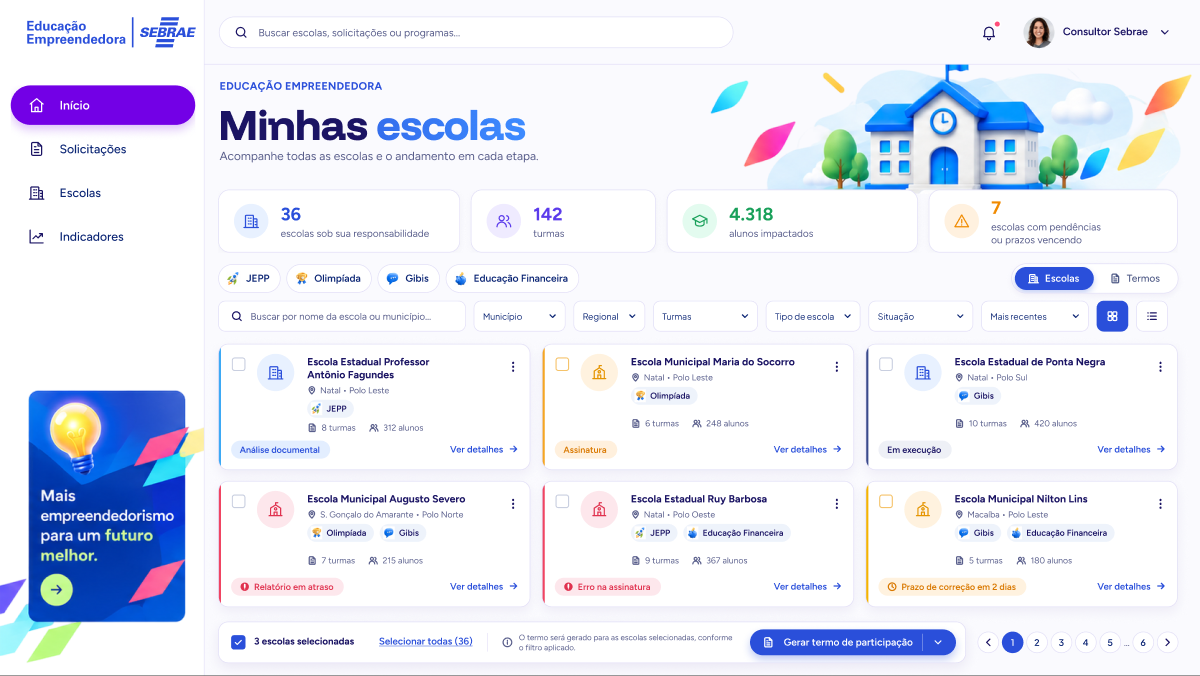 Educação
Empreendedora
SEBRAE
Buscar escolas, solicitações ou programas...
Consultor Sebrae
Início
Solicitações
Escolas
Indicadores
EDUCAÇÃO EMPREENDEDORA
Minhas escolas
Acompanhe todas as escolas e o andamento em cada etapa.
36
escolas sob sua responsabilidade
142
turmas
4.318
alunos impactados
7
escolas com pendências
ou prazos vencendo
JEPP
Olimpíada
Gibis
Educação Financeira
Escolas
Termos
Buscar por nome da escola ou município...
Município
Regional
Turmas
Tipo de escola
Situação
Mais recentes
Escola Estadual Professor
Antônio Fagundes
Natal • Polo Leste
JEPP
8 turmas
312 alunos
Análise documental
Ver detalhes
Escola Municipal Maria do Socorro
Natal • Polo Leste
Olimpíada
6 turmas
248 alunos
Assinatura
Ver detalhes
Escola Estadual de Ponta Negra
Natal • Polo Sul
Gibis
10 turmas
420 alunos
Em execução
Ver detalhes
Escola Municipal Augusto Severo
S. Gonçalo do Amarante • Polo Norte
Olimpíada
Gibis
7 turmas
215 alunos
Relatório em atraso
Ver detalhes
Escola Estadual Ruy Barbosa
Natal • Polo Oeste
JEPP
Educação Financeira
9 turmas
367 alunos
Erro na assinatura
Ver detalhes
Escola Municipal Nilton Lins
Macaíba • Polo Leste
Gibis
Educação Financeira
5 turmas
180 alunos
Prazo de correção em 2 dias
Ver detalhes
Mais
empreendedorismo
para um futuro
melhor.
3 escolas selecionadas
Selecionar todas (36)
O termo será gerado para as escolas selecionadas, conforme
o filtro aplicado.
Gerar termo de participação
1 2 3 4 5 ... 6